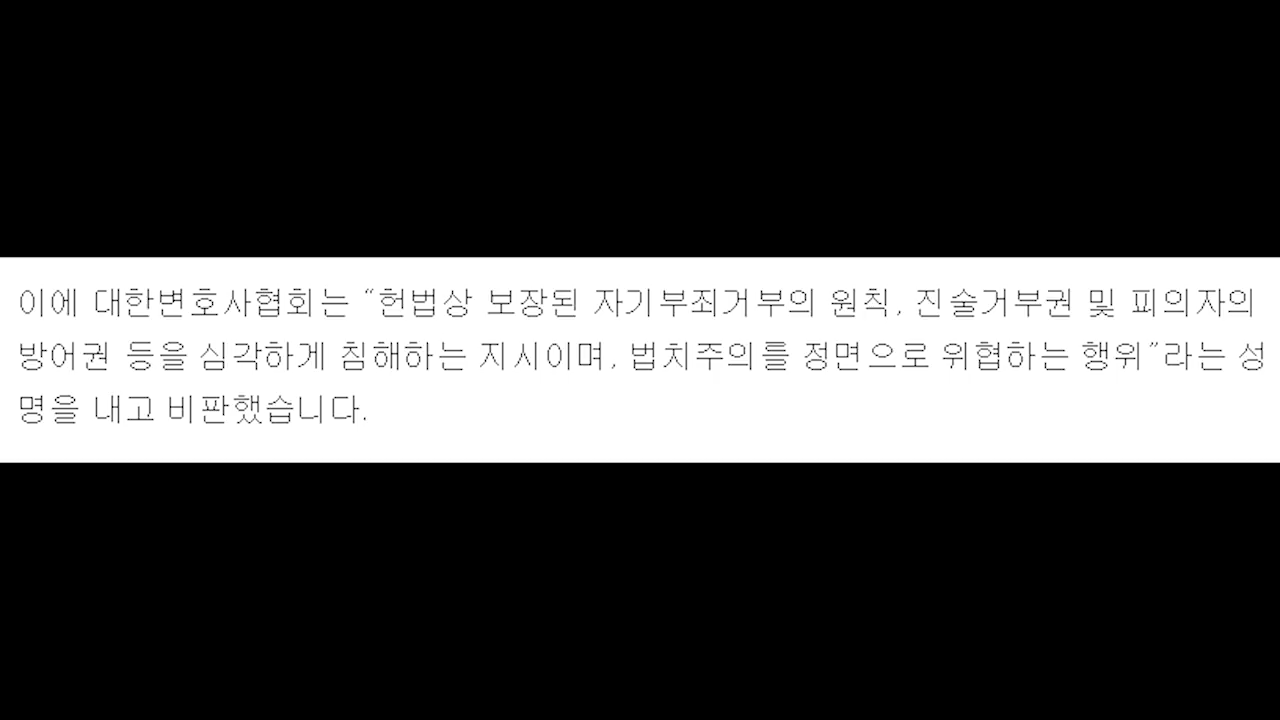 이에 대한변호사협회는 “헌법상 보장된 자기부죄거부의 원칙, 진술거부권 및 피의자의
방어권 등을 심각하게 침해하는 지시이며, 법치주의를 정면으로 위협하는 행위”라는 성
명을 내고 비판했습니다.